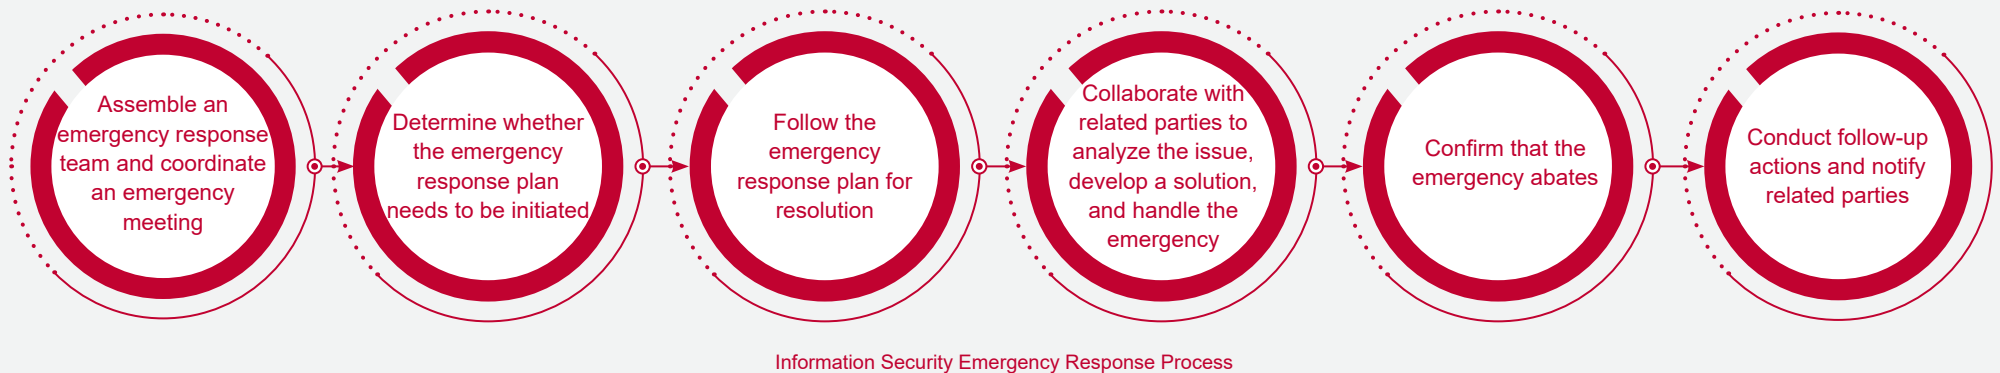 Assemble an
emergency response
team and coordinate
an emergency
meeting
Determine whether
the emergency
response plan
needs to be initiated
Follow the
emergency
response plan for
resolution
Collaborate with
related parties to
analyze the issue,
develop a solution,
and handle the
emergency
Confirm that the
emergency abates
Conduct follow-up
actions and notify
related parties
Information Security Emergency Response Process